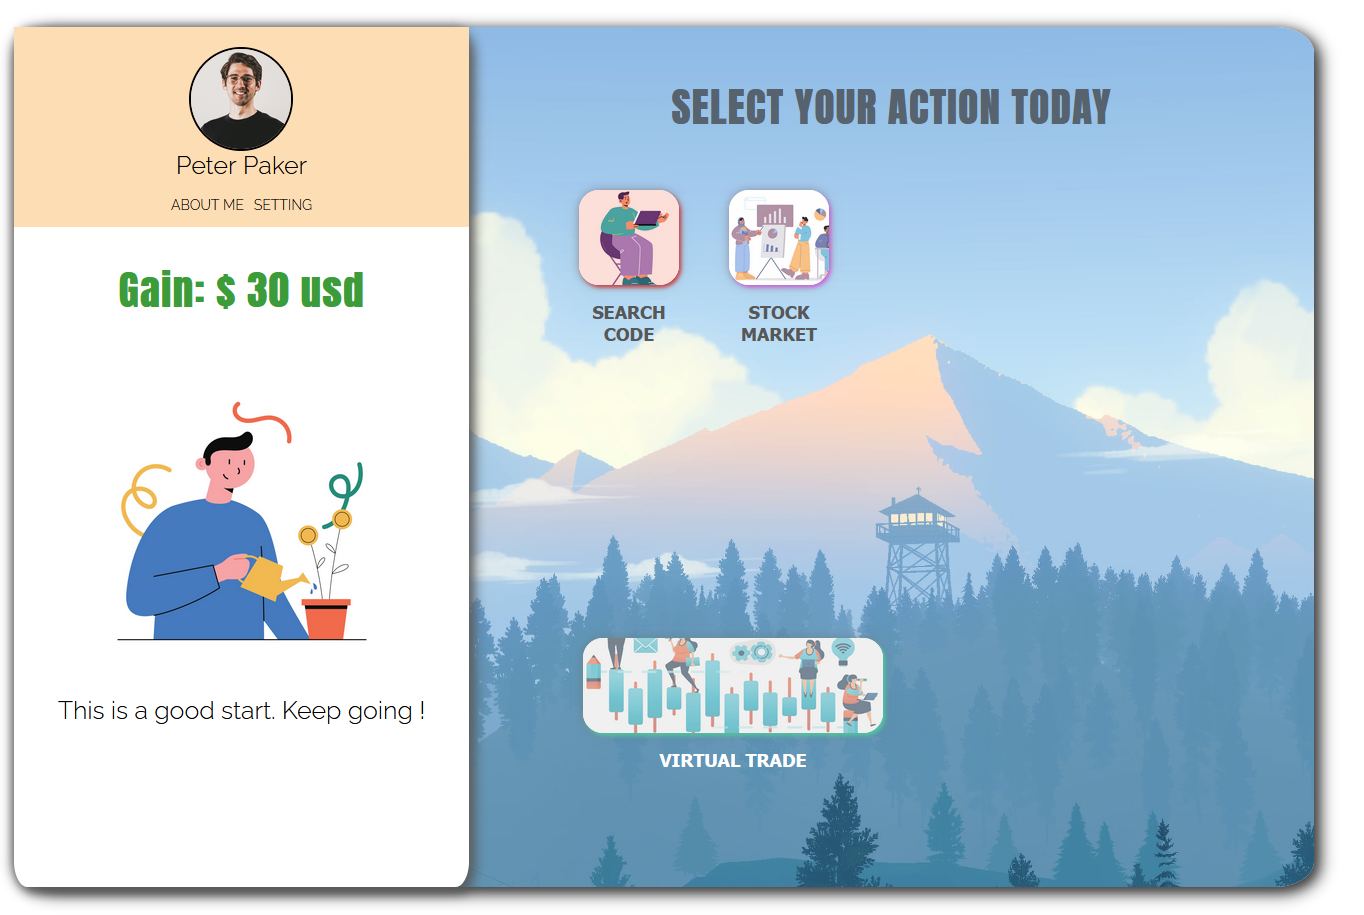 Peter Paker
ABOUT ME SETTING
Gain: $ 30 usd
This is a good start. Keep going !
SELECT YOUR ACTION TODAY
SEARCH
CODE
STOCK
MARKET
VIRTUAL TRADE